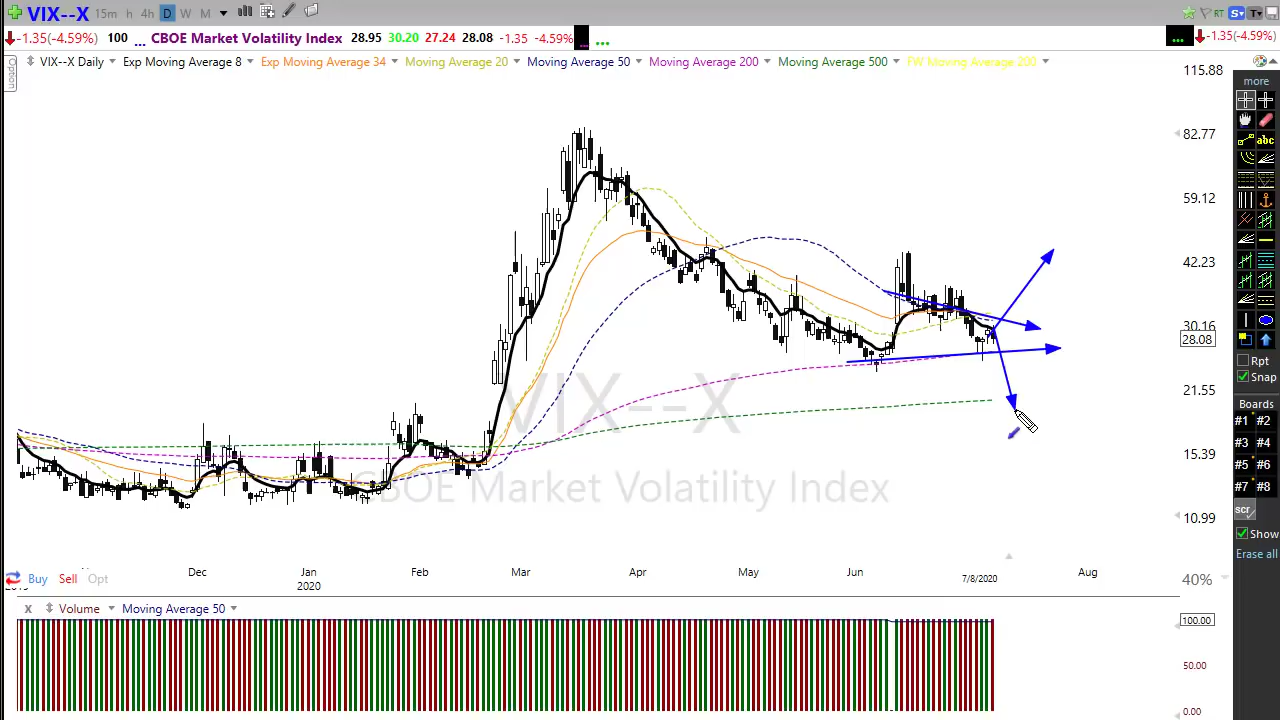 VIX--X 15m h 4h D W M RT S T
-1.35(-4.59%) 100 ... CBOE Market Volatility Index 28.95 30.20 27.24 28.08 -1.35 -4.59% ... ... -1.35(-4.59%)
Option
VIX--X Daily Exp Moving Average 8 Exp Moving Average 34 Moving Average 20 Moving Average 50 Moving Average 200 Moving Average 500 FW Moving Average 200
115.88
82.77
59.12
42.23
30.16
28.08
21.55
15.39
10.99
VIX--X
CBOE Market Volatility Index
Dec Jan Feb Mar Apr May Jun 7/8/2020 Aug
2020
Buy Sell Opt
40%
X Volume Moving Average 50
100.00
50.00
0.00
more
abc
Rpt
Snap
Boards
#1 #2
#3 #4
#5 #6
#7 #8
scr
Show
Erase all